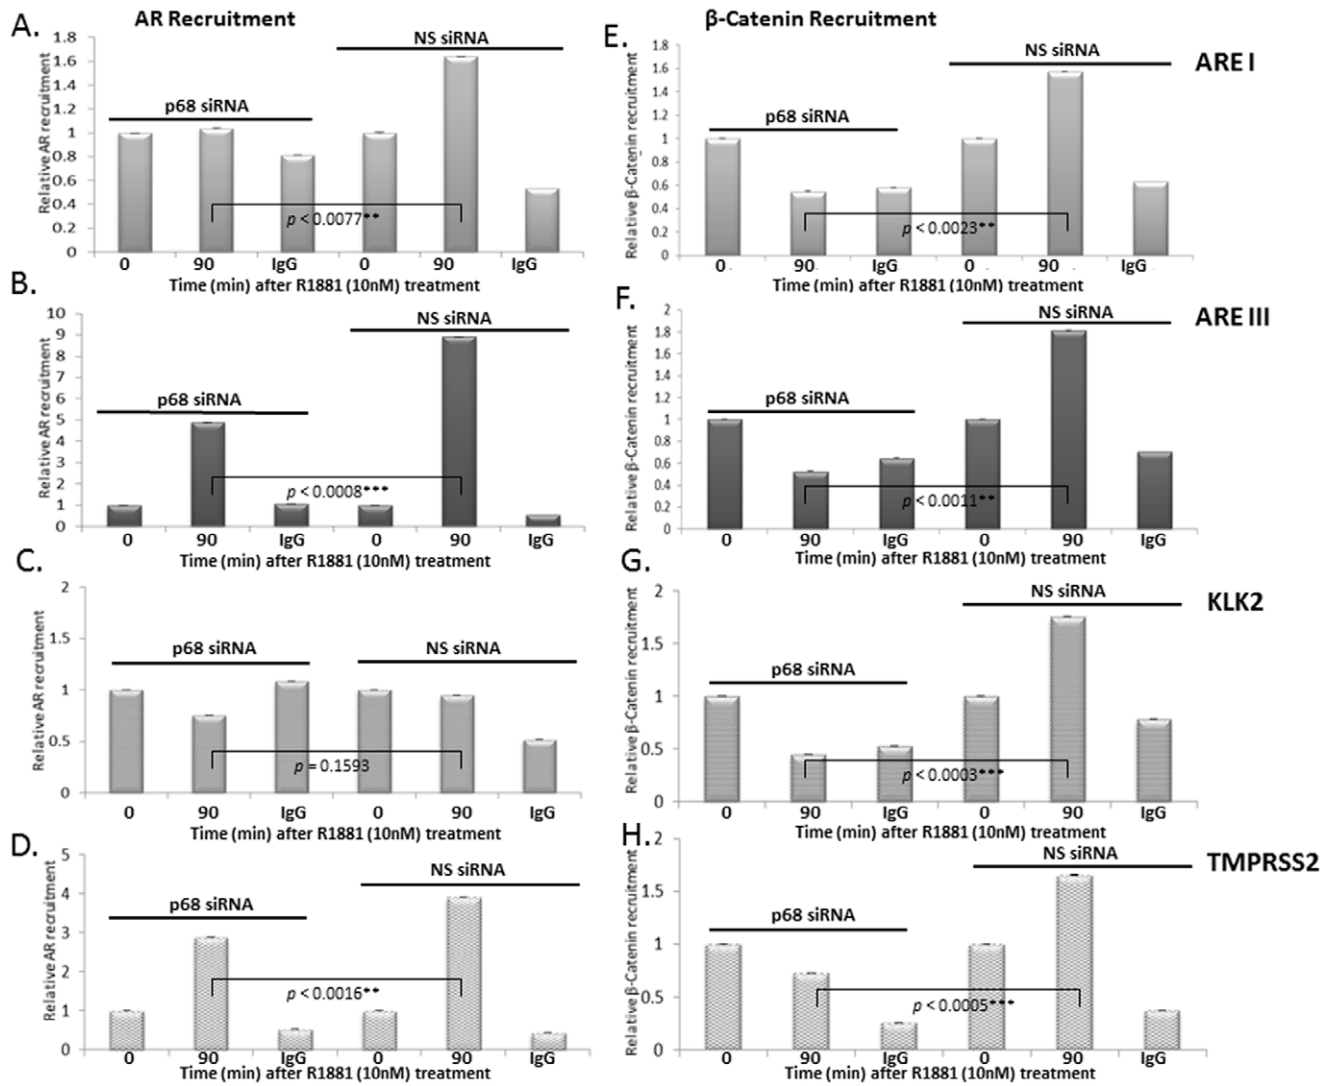 AR Recruitment
β-Catenin Recruitment
A.
Relative AR recruitment
1.8
1.6
1.4
1.2
1
0.8
0.6
0.4
0.2
0
p68 siRNA
NS siRNA
p < 0.0077**
0 90 IgG 0 90 IgG
Time (min) after R1881 (10nM) treatment
E.
Relative β-Catenin recruitment
1.8
1.6
1.4
1.2
1
0.8
0.6
0.4
0.2
0
p68 siRNA
NS siRNA
p < 0.0023**
0 90 IgG 0 90 IgG
Time (min) after R1881 (10nM) treatment
ARE I
B.
Relative AR recruitment
10
9
8
7
6
5
4
3
2
1
0
p68 siRNA
NS siRNA
p < 0.0008***
0 90 IgG 0 90 IgG
Time (min) after R1881 (10nM) treatment
F.
Relative β-Catenin recruitment
2
1.8
1.6
1.4
1.2
1
0.8
0.6
0.4
0.2
0
p68 siRNA
NS siRNA
p < 0.0011**
0 90 IgG 0 90 IgG
Time (min) after R1881 (10nM) treatment
ARE III
C.
Relative AR recruitment
2
1.5
1
0.5
0
p68 siRNA
NS siRNA
p = 0.1593
0 90 IgG 0 90 IgG
Time (min) after R1881 (10nM) treatment
G.
Relative β-Catenin recruitment
2
1.5
1
0.5
0
p68 siRNA
NS siRNA
p < 0.0003***
0 90 IgG 0 90 IgG
Time (min) after R1881 (10nM) treatment
KLK2
D.
Relative AR recruitment
5
4
3
2
1
0
p68 siRNA
NS siRNA
p < 0.0016**
0 90 IgG 0 90 IgG
Time (min) after R1881 (10nM) treatment
H.
Relative β-Catenin recruitment
2
1.5
1
0.5
0
p68 siRNA
NS siRNA
p < 0.0005***
0 90 IgG 0 90 IgG
Time (min) after R1881 (10nM) treatment
TMPRSS2